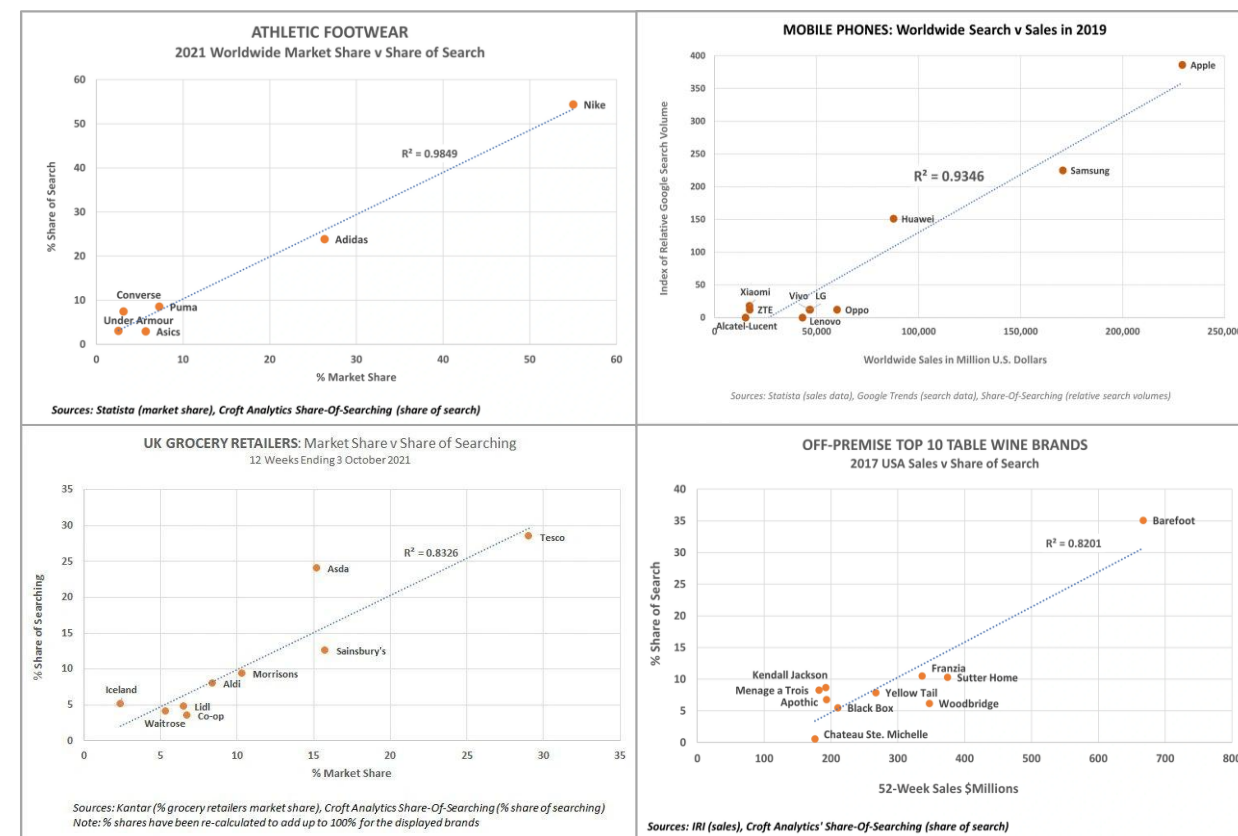 ATHLETIC FOOTWEAR
2021 Worldwide Market Share v Share of Search
60
50
40
30
20
10
0
% Share of Search
Nike
R² = 0.9849
Adidas
Converse
Puma
Under Armour
Asics
0 10 20 30 40 50 60
% Market Share
Sources: Statista (market share), Croft Analytics Share-Of-Searching (share of search)
MOBILE PHONES: Worldwide Search v Sales in 2019
400
350
300
250
200
150
100
50
0
Index of Relative Google Search Volume
Apple
R² = 0.9346
Samsung
Huawei
Xiaomi
Vivo LG
ZTE
Oppo
Alcatel-Lucent
Lenovo
0 50,000 100,000 150,000 200,000 250,000
Worldwide Sales in Million U.S. Dollars
Sources: Statista (sales data), Google Trends (search data), Share-Of-Searching (relative search volumes)
UK GROCERY RETAILERS: Market Share v Share of Searching
12 Weeks Ending 3 October 2021
35
30
25
20
15
10
5
0
% Share of Searching
R² = 0.8326
Tesco
Asda
Sainsbury's
Morrisons
Aldi
Iceland
Lidl
Co-op
Waitrose
0 5 10 15 20 25 30 35
% Market Share
Sources: Kantar (% grocery retailers market share), Croft Analytics Share-Of-Searching (% share of searching)
Note: % shares have been re-calculated to add up to 100% for the displayed brands
OFF-PREMISE TOP 10 TABLE WINE BRANDS
2017 USA Sales v Share of Search
40
35
30
25
20
15
10
5
0
% Share of Search
Barefoot
R² = 0.8201
Kendall Jackson
Franzia
Sutter Home
Menage a Trois
Yellow Tail
Apothic
Woodbridge
Black Box
Chateau Ste. Michelle
0 100 200 300 400 500 600 700 800
52-Week Sales $Millions
Sources: IRI (sales), Croft Analytics' Share-Of-Searching (share of search)